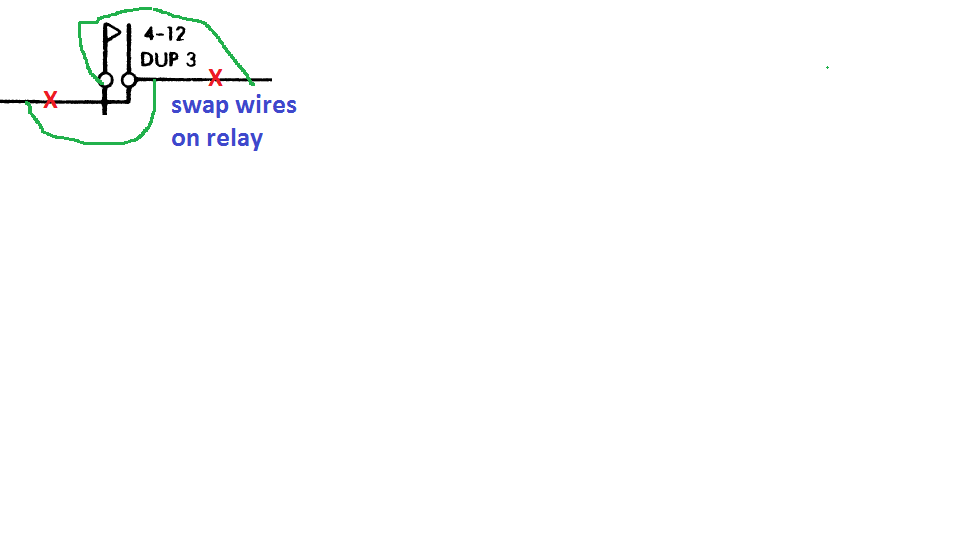 4-12
DUP 3
X
X
swap wires
on relay